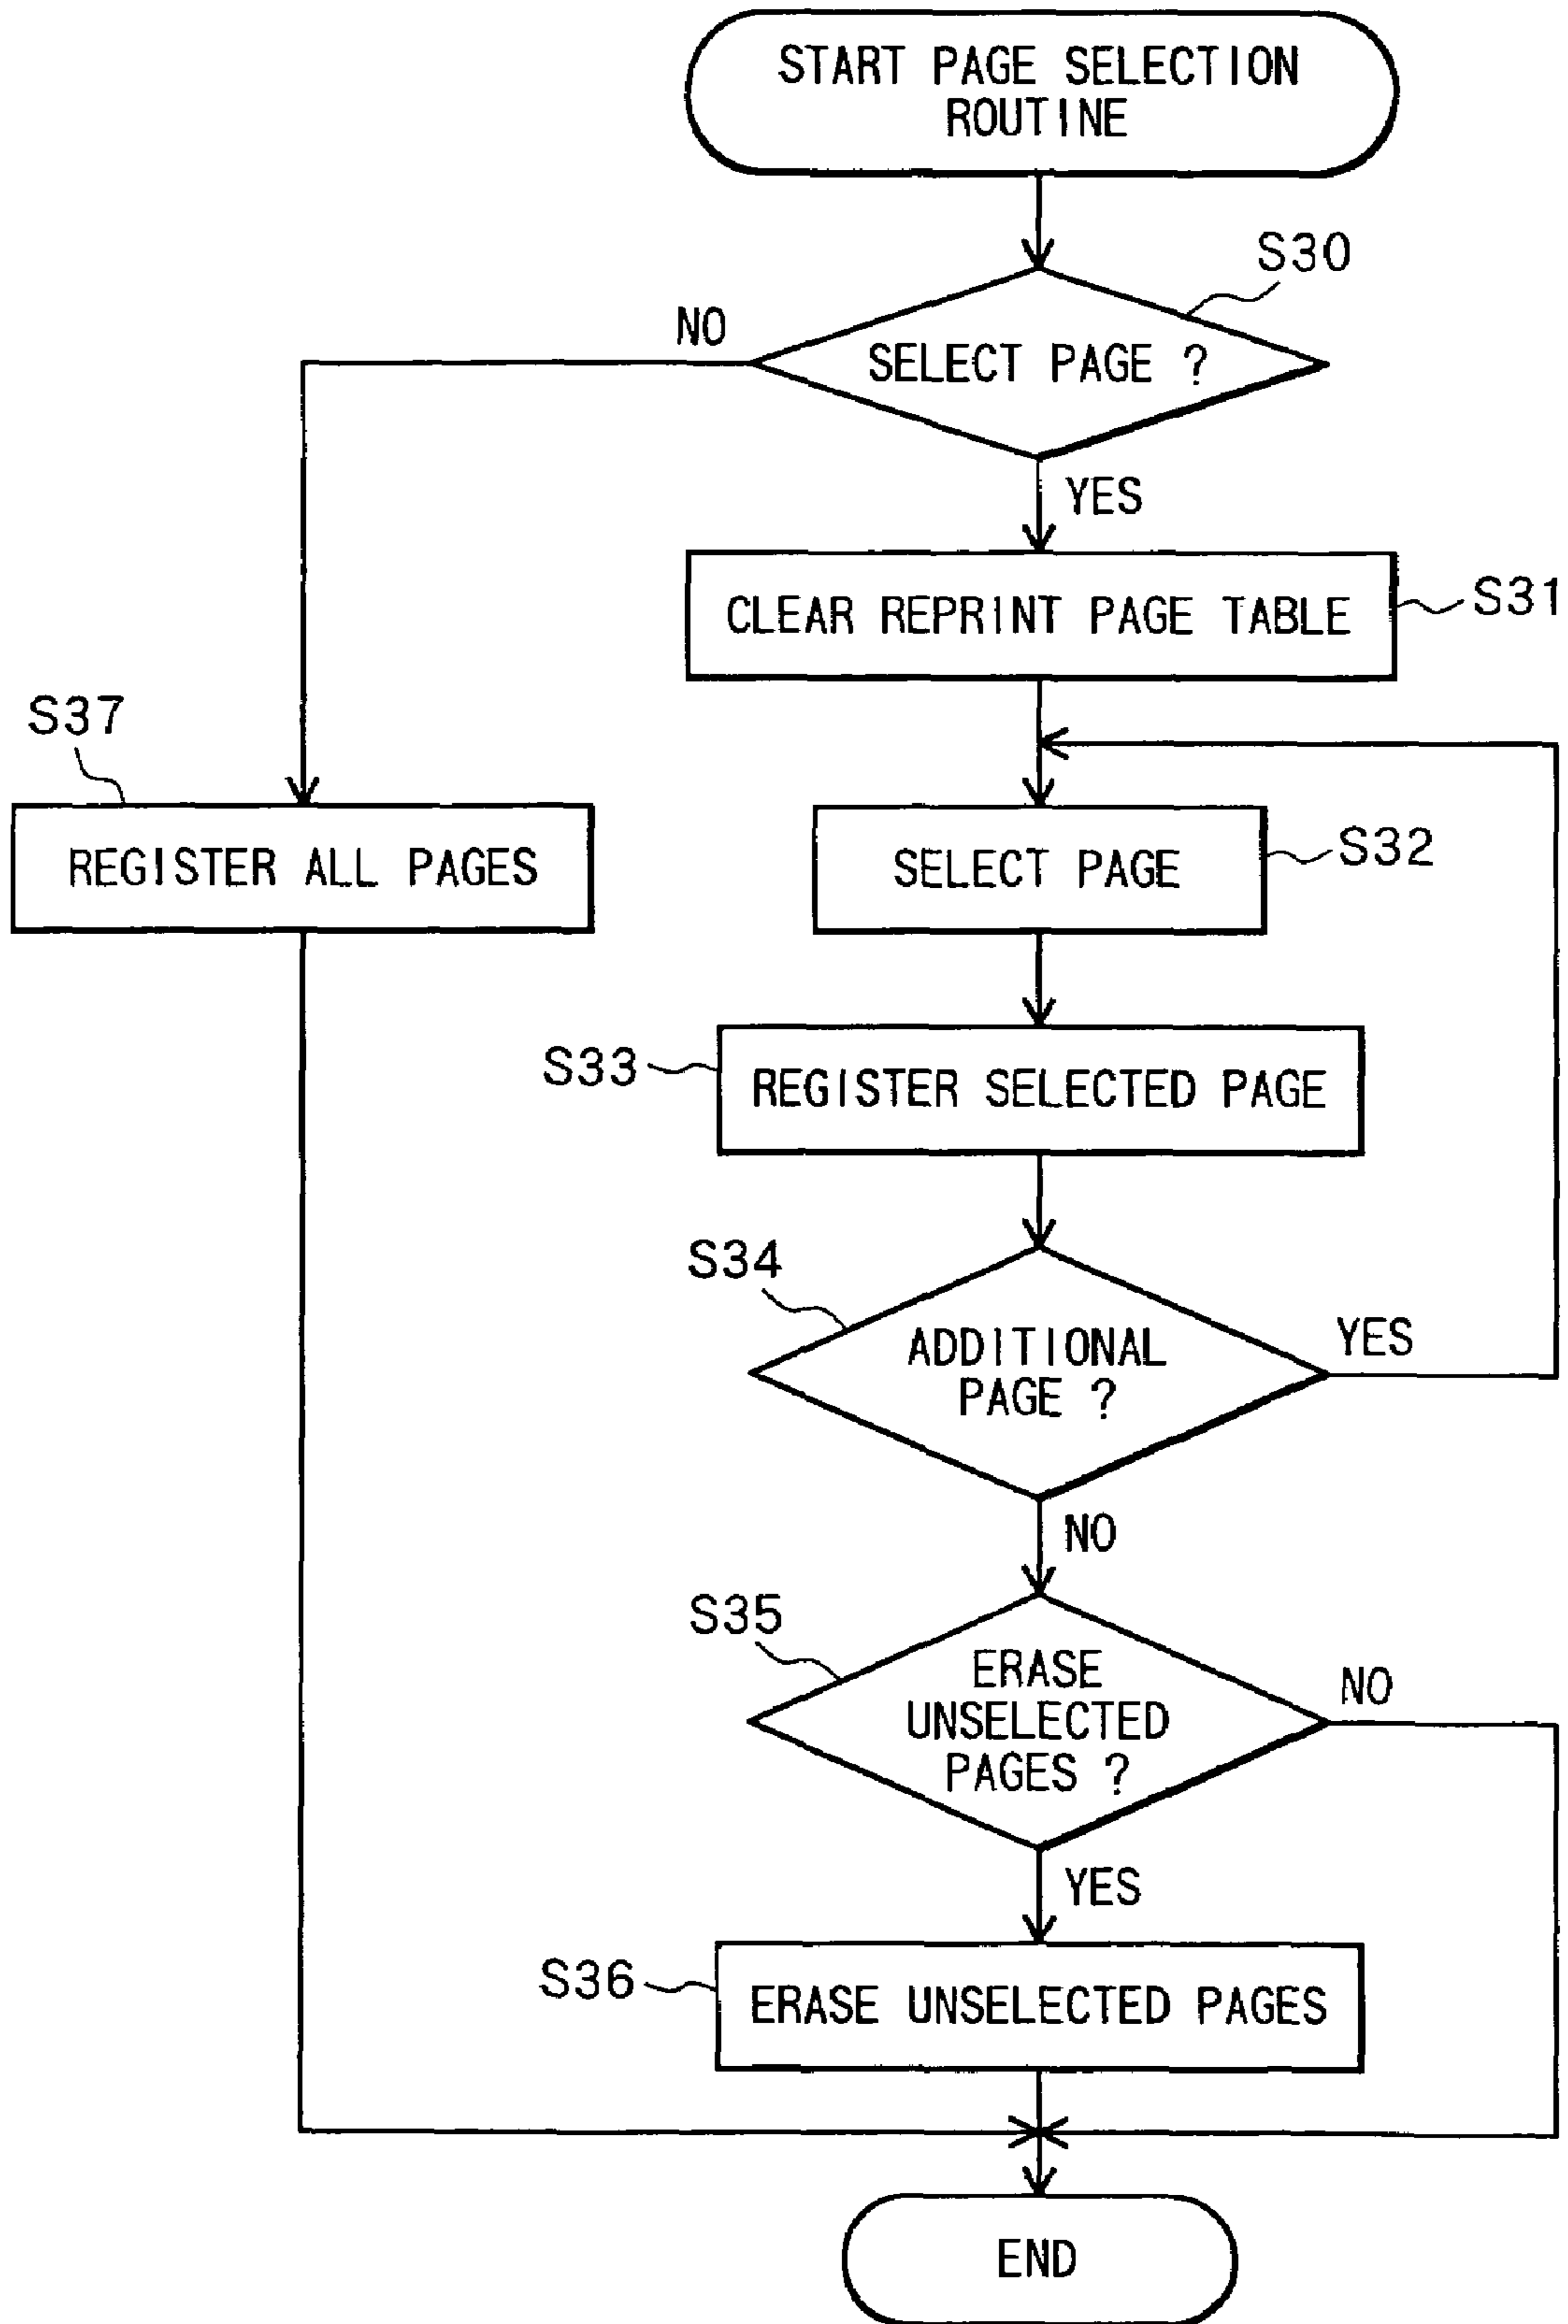 START PAGE SELECTION
ROUTINE
S30
NO
SELECT PAGE ?
YES
CLEAR REPRINT PAGE TABLE
S31
S37
REGISTER ALL PAGES
SELECT PAGE
S32
S33
REGISTER SELECTED PAGE
S34
ADDITIONAL
PAGE ?
YES
NO
S35
ERASE
UNSELECTED
PAGES ?
NO
YES
S36
ERASE UNSELECTED PAGES
END